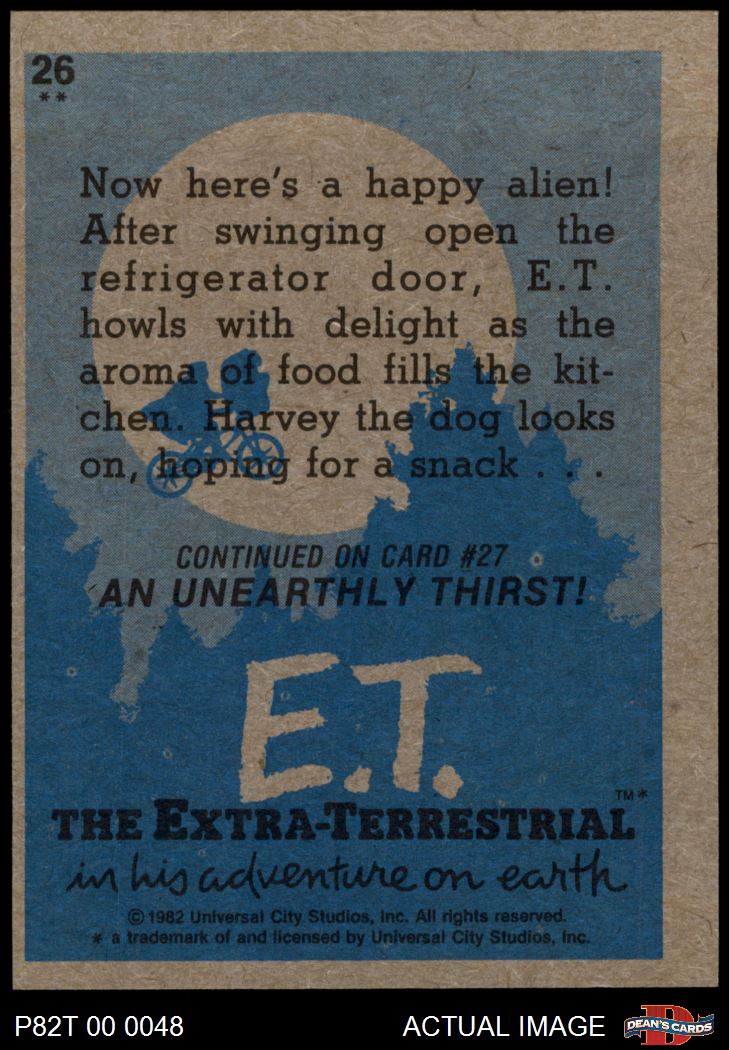 26
**
Now here's a happy alien!
After swinging open the
refrigerator door, E.T.
howls with delight as the
aroma of food fills the kit-
chen. Harvey the dog looks
on, hoping for a snack . . .
CONTINUED ON CARD #27
AN UNEARTHLY THIRST!
E.T.
TM*
THE EXTRA-TERRESTRIAL
in his adventure on earth
© 1982 Universal City Studios, Inc. All rights reserved.
* a trademark of and licensed by Universal City Studios, Inc.
P82T 00 0048 ACTUAL IMAGE D DEAN'S CARDS